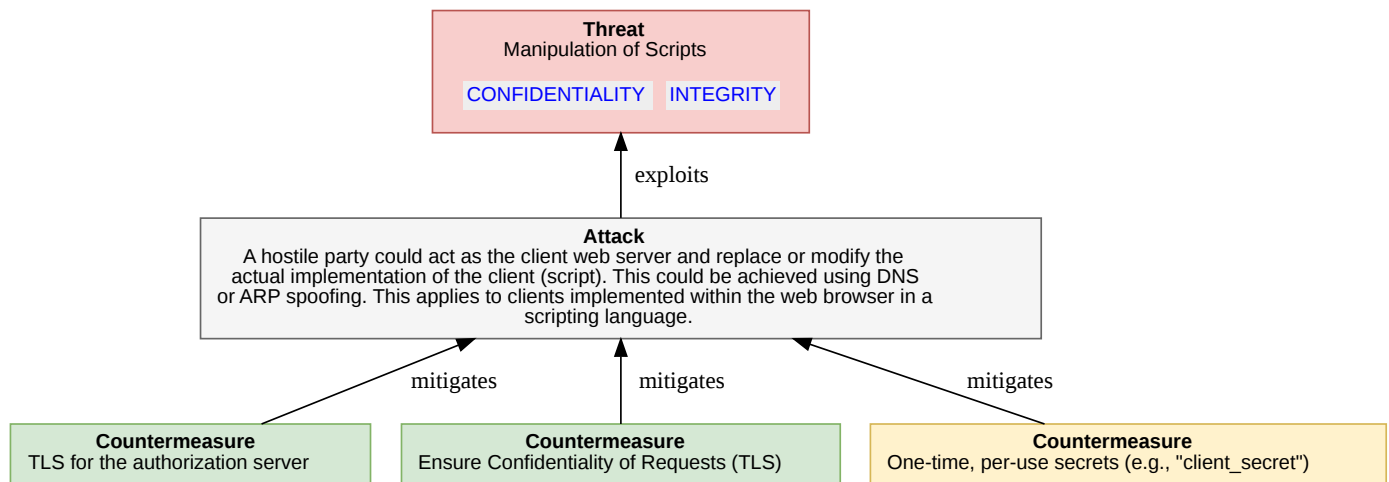 Threat
Manipulation of Scripts
CONFIDENTIALITY INTEGRITY
exploits
Attack
A hostile party could act as the client web server and replace or modify the
actual implementation of the client (script). This could be achieved using DNS
or ARP spoofing. This applies to clients implemented within the web browser in a
scripting language.
mitigates mitigates mitigates
Countermeasure
TLS for the authorization server
Countermeasure
Ensure Confidentiality of Requests (TLS)
Countermeasure
One-time, per-use secrets (e.g., "client_secret")